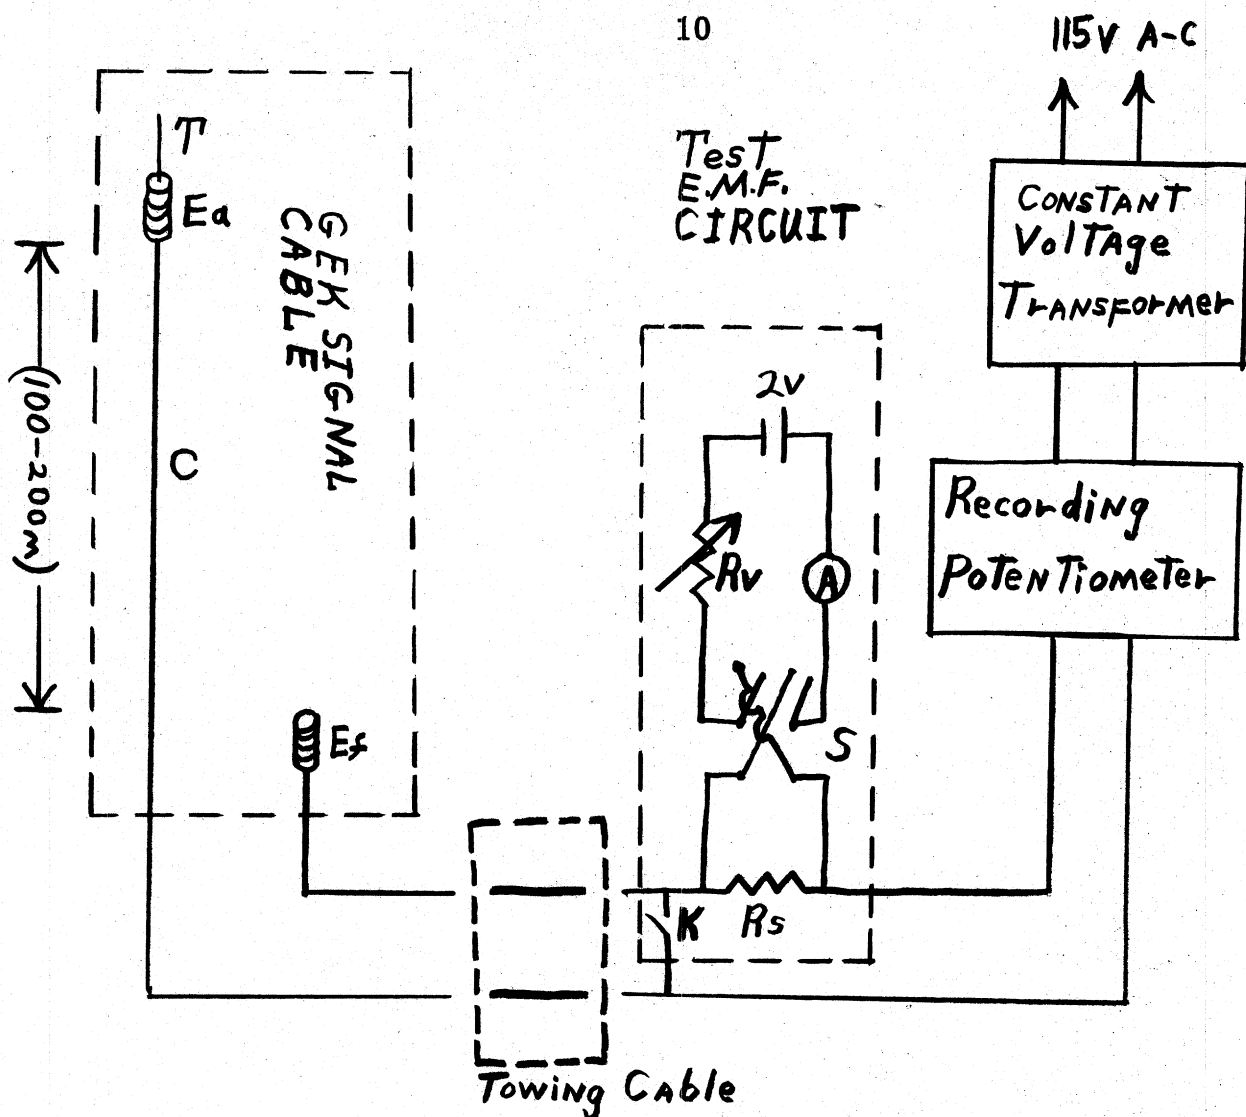 10
115V A-C
T
Ea
GEK SIGNAL
CABLE
(100-200m)
C
Ef
Test
E.M.F.
CIRCUIT
2V
Rv
A
S
K
Rs
CONSTANT
VolTAge
TrANSForMer
RecordiNg
PoTeNTiomeTer
TowiNg CABle